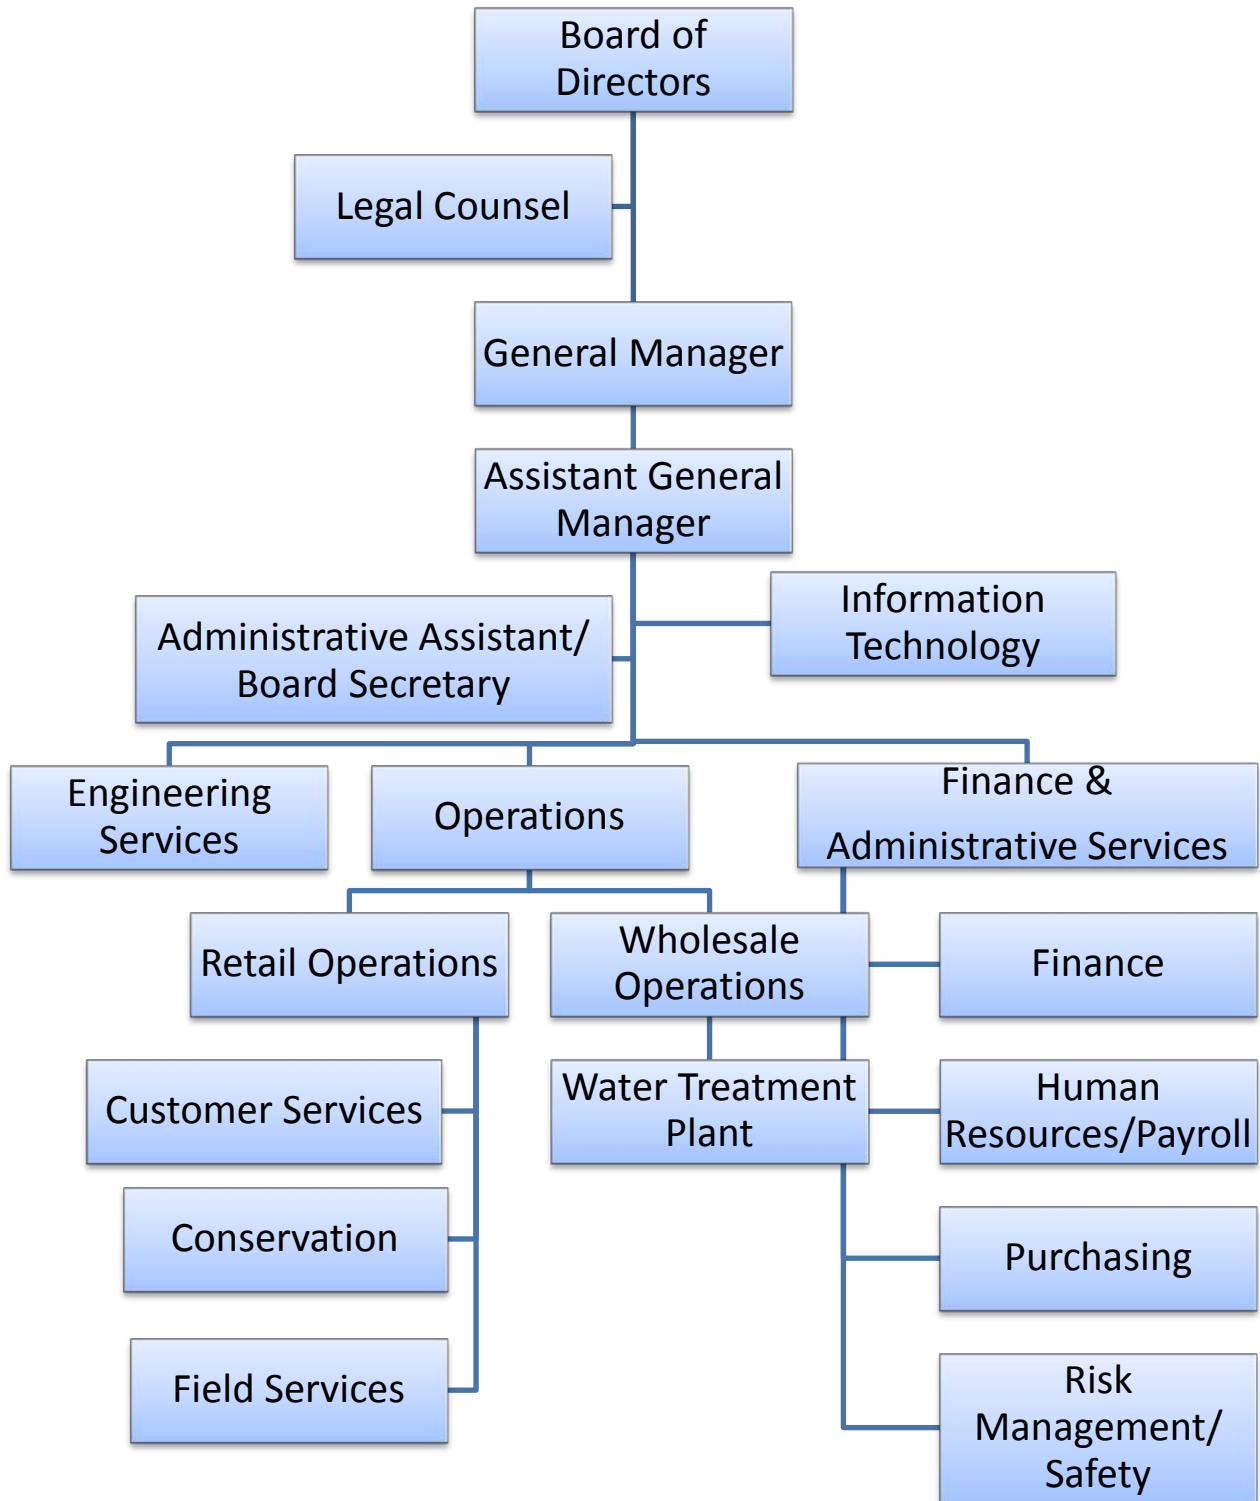 Board of
Directors
Legal Counsel
General Manager
Assistant General
Manager
Information
Technology
Administrative Assistant/
Board Secretary
Engineering
Services
Operations
Finance &
Administrative Services
Retail Operations
Wholesale
Operations
Finance
Customer Services
Water Treatment
Plant
Human
Resources/Payroll
Conservation
Purchasing
Field Services
Risk
Management/
Safety